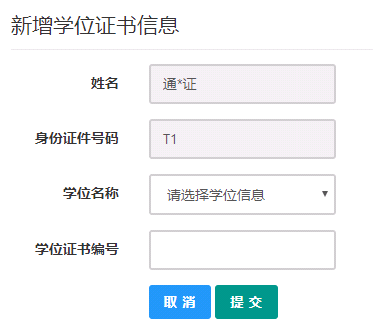 新增学位证书信息
姓名 通*证
身份证件号码 T1
学位名称 请选择学位信息
学位证书编号
取 消 提 交